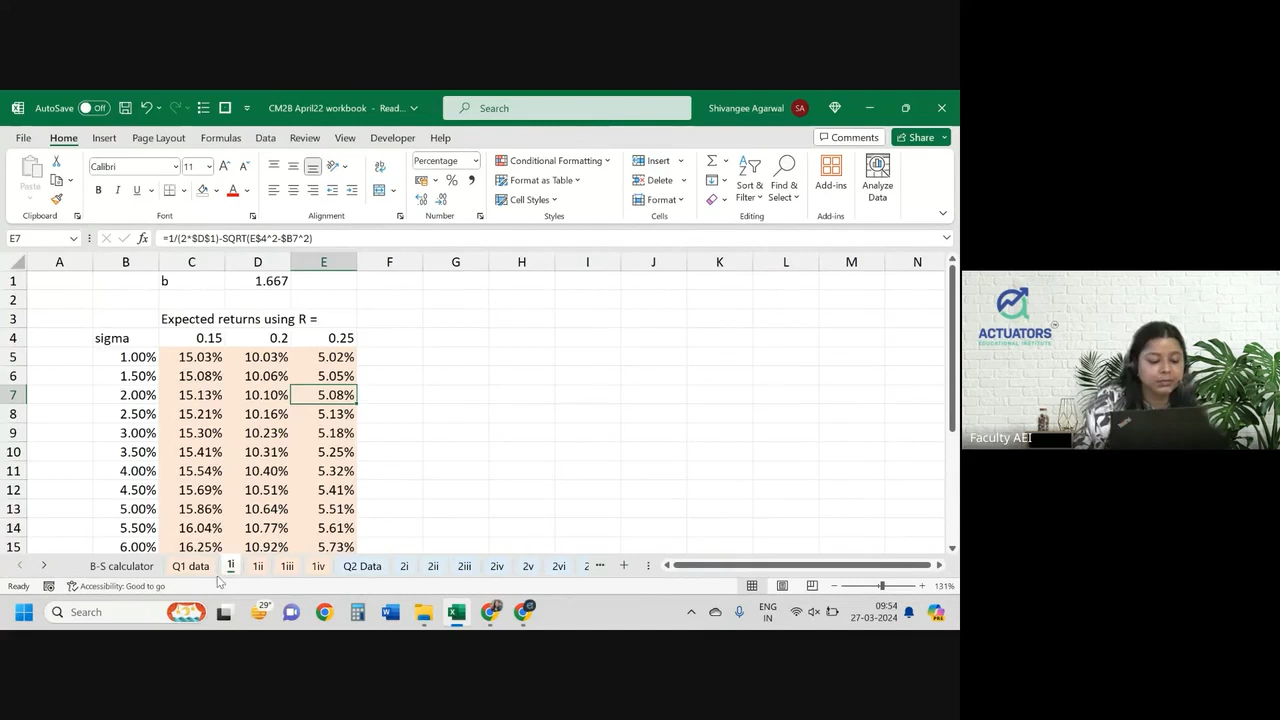 AutoSave Off CM2B April22 workbook - Read... Search Shivangee Agarwal SA
File Home Insert Page Layout Formulas Data Review View Developer Help Comments Share
Paste Calibri 11 A A B I U A ab Percentage % Conditional Formatting Format as Table Cell Styles Insert Delete Format Sort & Filter Find & Select Add-ins Analyze Data
Clipboard Font Alignment Number Styles Cells Editing Add-ins
E7 fx =1/(2*$D$1)-SQRT(E$4^2-$B7^2)
A B C D E F G H I J K L M N
1 b 1.667
2
3 Expected returns using R =
4 sigma 0.15 0.2 0.25
5 1.00% 15.03% 10.03% 5.02%
6 1.50% 15.08% 10.06% 5.05%
7 2.00% 15.13% 10.10% 5.08%
8 2.50% 15.21% 10.16% 5.13%
9 3.00% 15.30% 10.23% 5.18%
10 3.50% 15.41% 10.31% 5.25%
11 4.00% 15.54% 10.40% 5.32%
12 4.50% 15.69% 10.51% 5.41%
13 5.00% 15.86% 10.64% 5.51%
14 5.50% 16.04% 10.77% 5.61%
15 6.00% 16.25% 10.92% 5.73%
B-S calculator Q1 data 1i 1ii 1iii 1iv Q2 Data 2i 2ii 2iii 2iv 2v 2vi 2
Ready Accessibility: Good to go 131%
Search 29° ENG IN 09:54 27-03-2024
ACTUATORS
EDUCATIONAL INSTITUTE
Faculty AEI